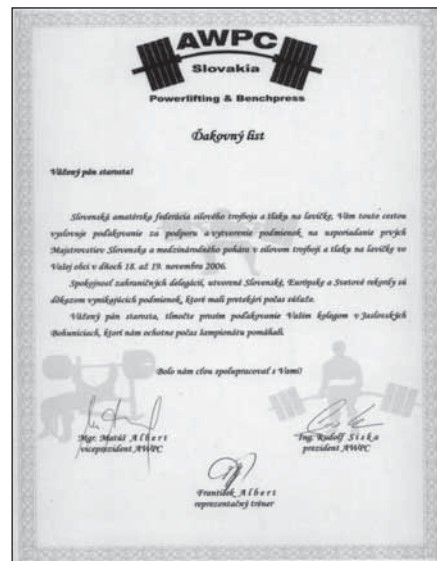 AWPC
Slovakia
Powerlifting & Benchpress
Ďakovný list
Vážený pán starosta!
Slovenská amatérska federácia silového trojboja a tlaku na lavičke, Vám touto cestou
vyslovuje poďakovanie za podporu a vytvorenie podmienok na usporiadanie prvých
Majstrovstiev Slovenska a medzinárodného pohára v silovom trojboji a tlaku na lavičke vo
Vašej obci v dňoch 18. až 19. novembra 2006.
Spokojnosť zahraničných delegácií, utvorené Slovenské, Európske a Svetové rekordy sú
dôkazom vynikajúcich podmienok, ktoré mali pretekári počas súťaže.
Vážený pán starosta, tlmočte prosím poďakovanie Vašim kolegom v Jaslovských
Bohuniciach, ktorí nám ochotne počas šampionátu pomáhali.
Bolo nám cťou spolupracovať s Vami!
Mgr. Matúš Albert
viceprezident AWPC
Ing. Rudolf Siska
prezident AWPC
František Albert
reprezentačný tréner